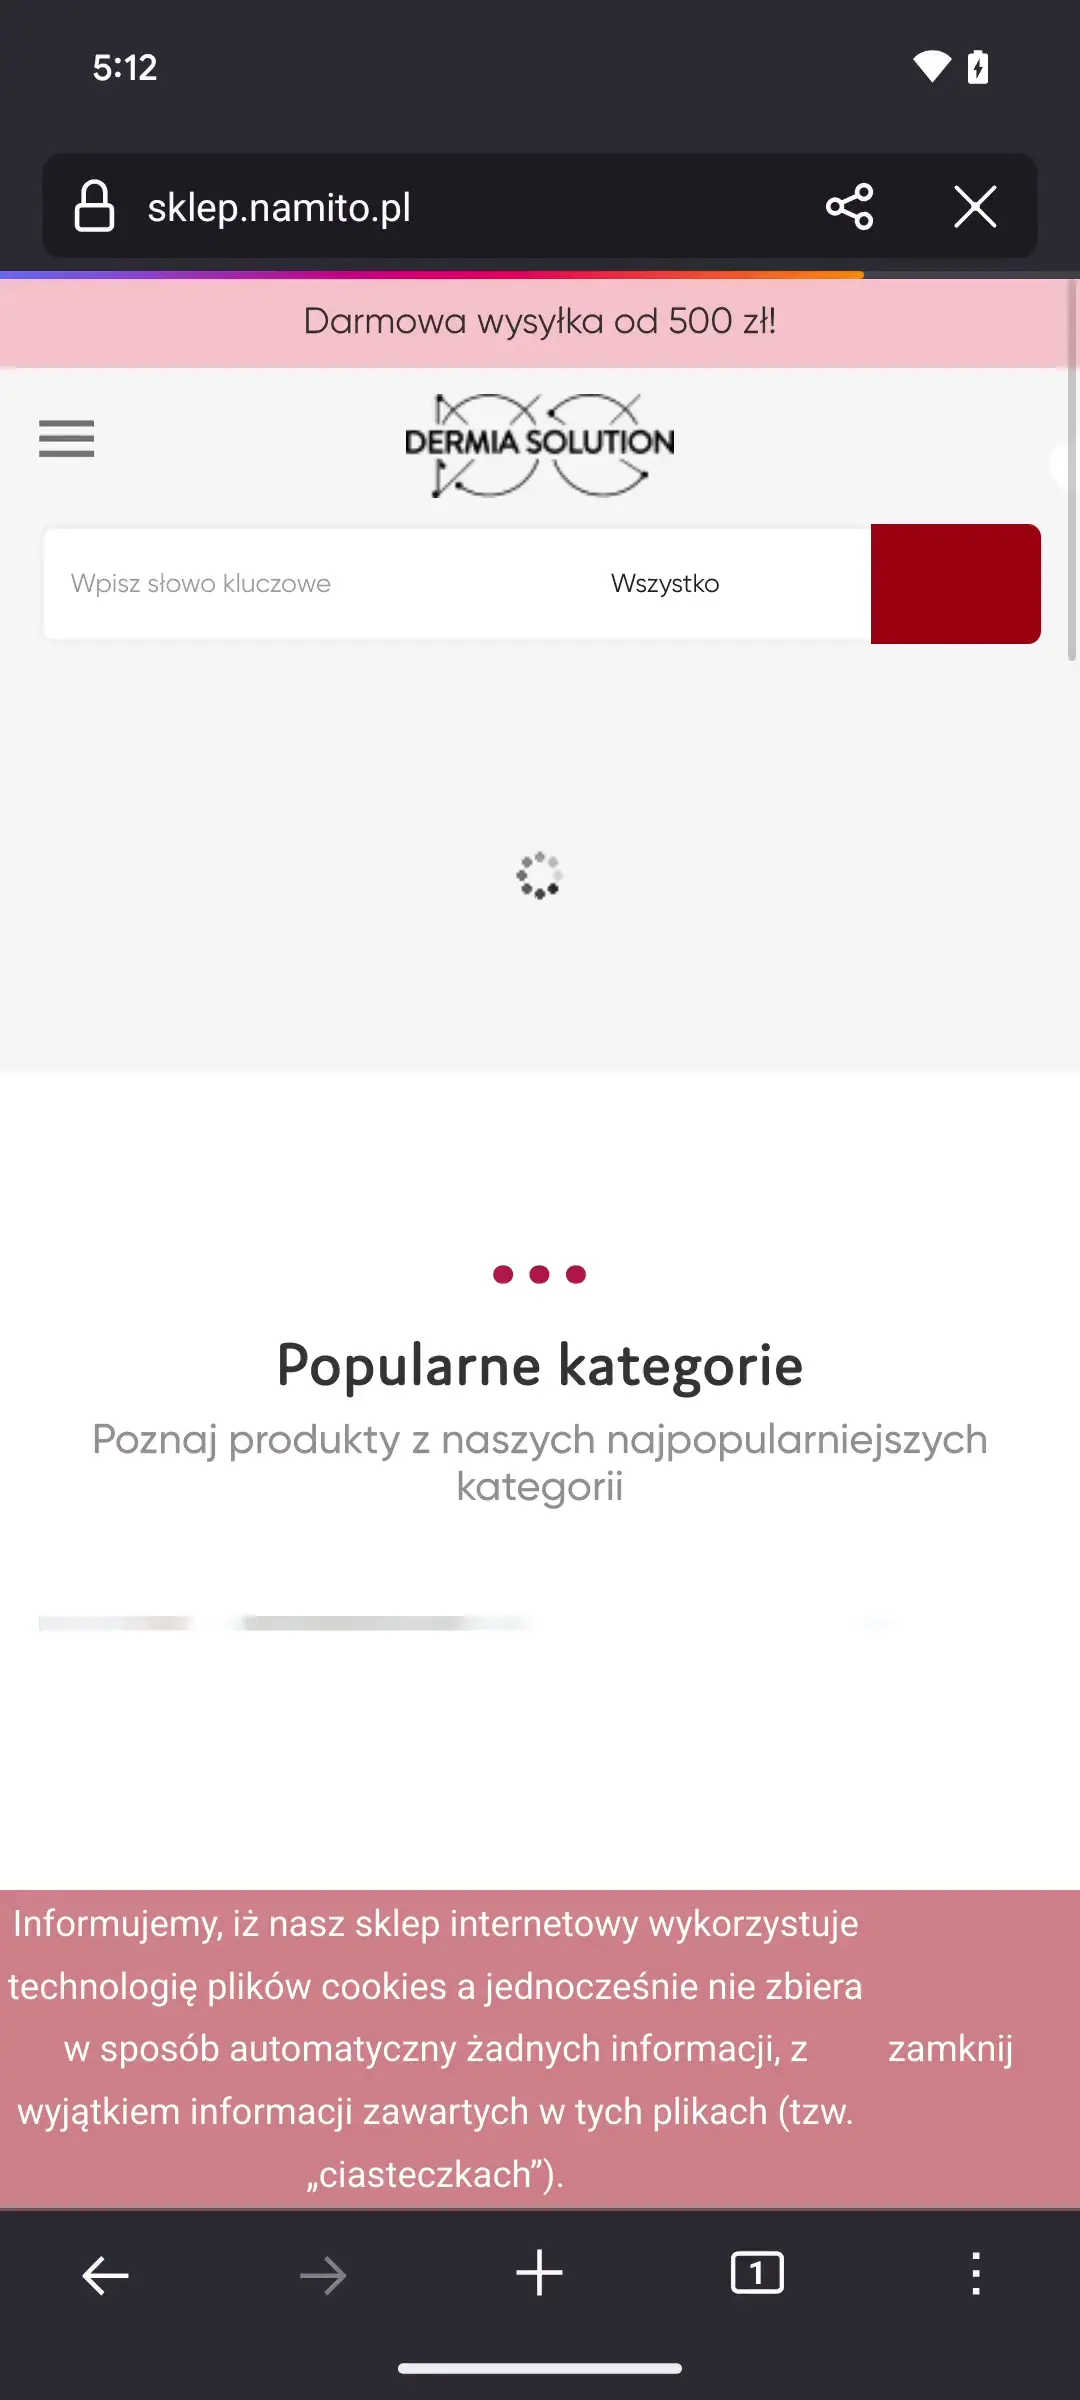 5:12
sklep.namito.pl
Darmowa wysyłka od 500 zł!
DERMIA SOLUTION
Wpisz słowo kluczowe
Wszystko
Popularne kategorie
Poznaj produkty z naszych najpopularniejszych
kategorii
Informujemy, iż nasz sklep internetowy wykorzystuje
technologię plików cookies a jednocześnie nie zbiera
w sposób automatyczny żadnych informacji, z
wyjątkiem informacji zawartych w tych plikach (tzw.
„ciasteczkach”).
zamknij
1